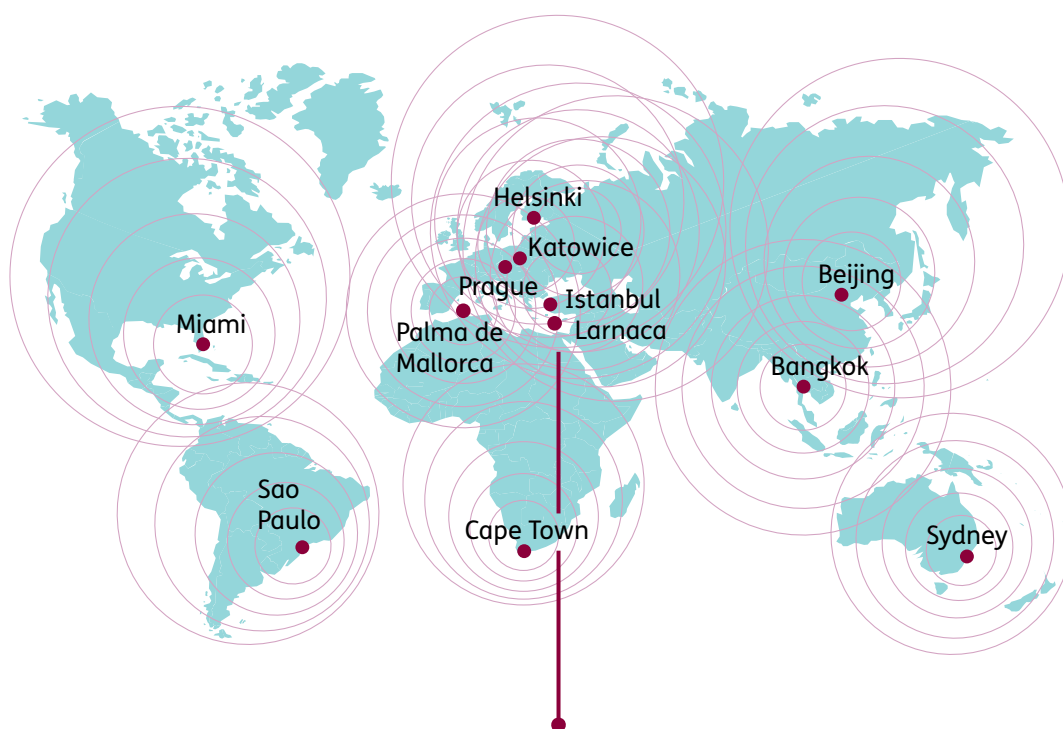 Helsinki
Katowice
Prague
Istanbul
Larnaca
Beijing
Miami
Palma de
Mallorca
Bangkok
Sao
Paulo
Cape Town
Sydney